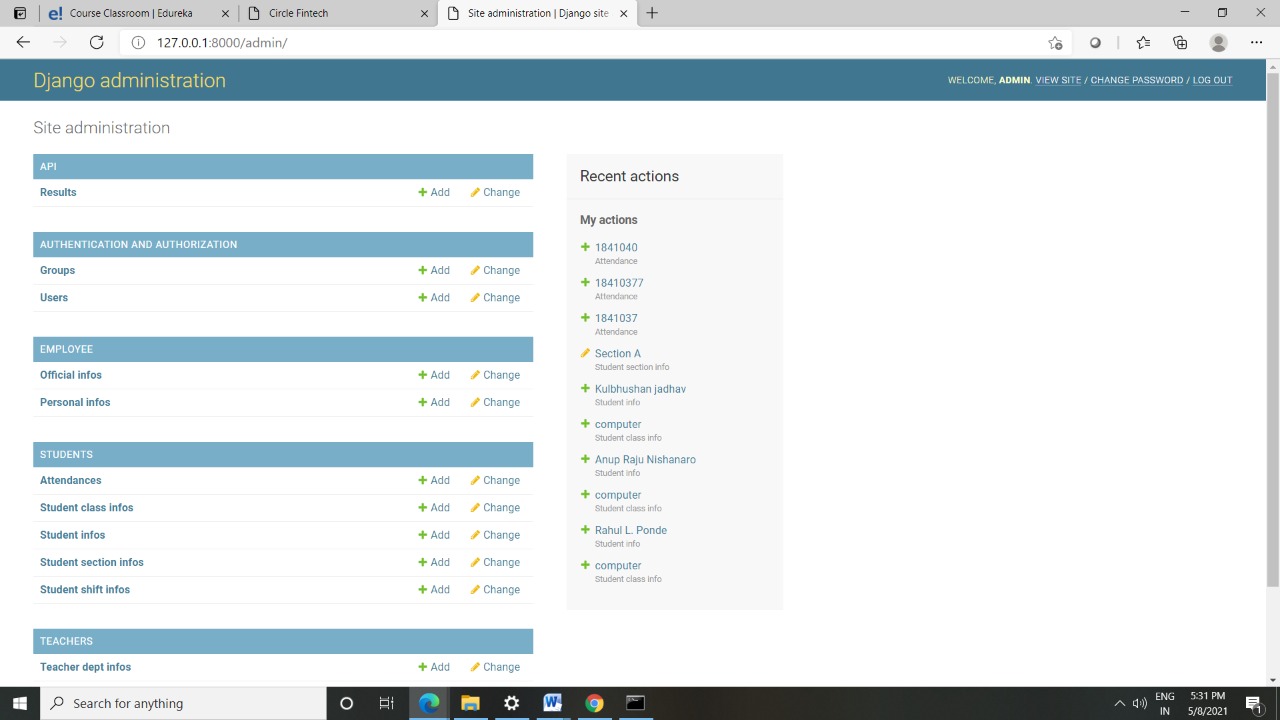 Course Classroom | Edureka
Circle Fintech
Site administration | Django site
127.0.0.1:8000/admin/
Django administration
WELCOME, ADMIN. VIEW SITE / CHANGE PASSWORD / LOG OUT
Site administration
API
Results Add Change
AUTHENTICATION AND AUTHORIZATION
Groups Add Change
Users Add Change
EMPLOYEE
Official infos Add Change
Personal infos Add Change
STUDENTS
Attendances Add Change
Student class infos Add Change
Student infos Add Change
Student section infos Add Change
Student shift infos Add Change
TEACHERS
Teacher dept infos Add Change
Recent actions
My actions
1841040
Attendance
18410377
Attendance
1841037
Attendance
Section A
Student section info
Kulbhushan jadhav
Student info
computer
Student class info
Anup Raju Nishanaro
Student info
computer
Student class info
Rahul L. Ponde
Student info
computer
Student class info
Search for anything
ENG
IN
5:31 PM
5/8/2021
1